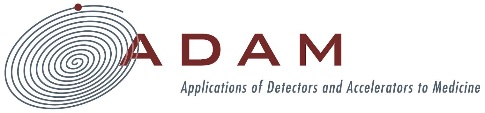 ADAM
Applications of Detectors and Accelerators to Medicine